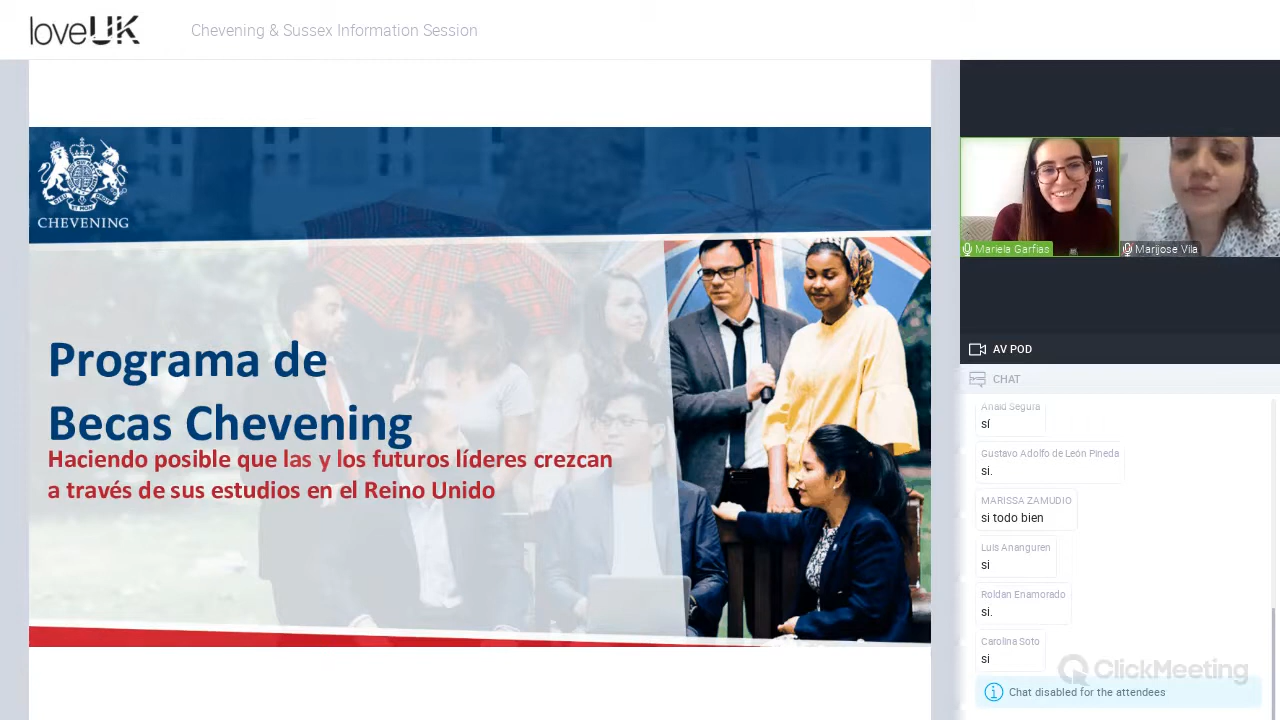 loveUK
Chevening & Sussex Information Session
CHEVENING
Programa de
Becas Chevening
Haciendo posible que las y los futuros líderes crezcan
a través de sus estudios en el Reino Unido
Mariela Garfias
Marijose Vila
AV POD
CHAT
Anaid Segura
sí
Gustavo Adolfo de León Pineda
si.
MARISSA ZAMUDIO
si todo bien
Luis Ananguren
si
Roldan Enamorado
si.
Carolina Soto
si
ClickMeeting
Chat disabled for the attendees